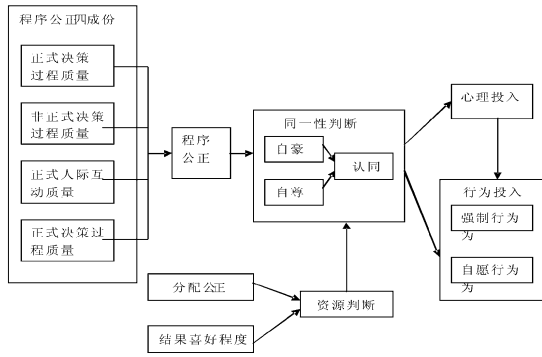 程序公正四成份
正式决策
过程质量
非正式决策
过程质量
正式人际互
动质量
正式决策过
程质量
程序
公正
同一性判断
自豪
自尊
认同
心理投入
行为投入
强制行为
为
自愿行为
为
分配公正
结果喜好程度
资源判断